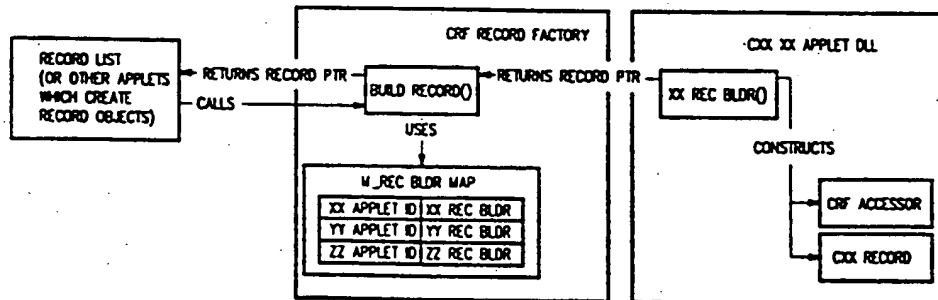 RECORD LIST
(OR OTHER APPLETS
WHICH CREATE
RECORD OBJECTS)
RETURNS RECORD PTR
CALLS
CRF RECORD FACTORY
BUILD RECORD()
USES
M_REC BLDR MAP
XX APPLET ID XX REC BLDR
YY APPLET ID YY REC BLDR
ZZ APPLET ID ZZ REC BLDR
RETURNS RECORD PTR
CXX XX APPLET DLL
XX REC BLDR()
CONSTRUCTS
CRF ACCESSOR
CXX RECORD